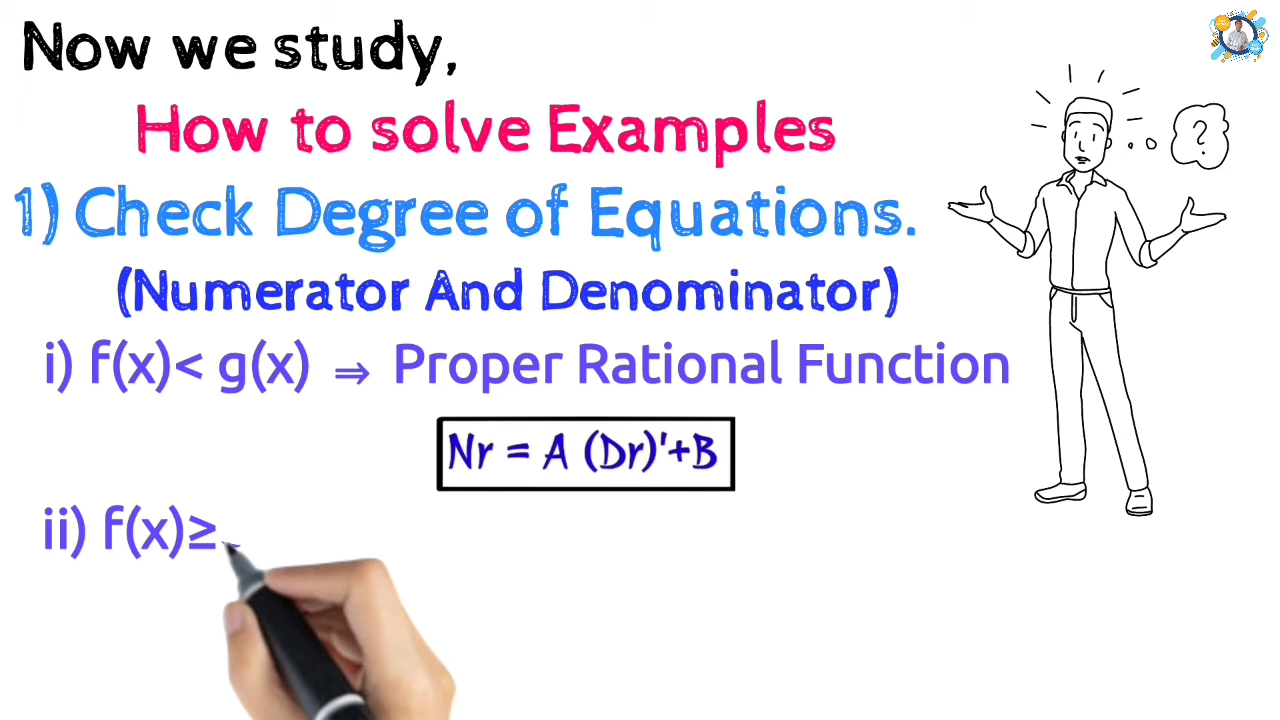 Now we study,
How to solve Examples
1) Check Degree of Equations.
(Numerator And Denominator)
i) f(x)< g(x) ⇒ Proper Rational Function
Nr = A (Dr)'+B
ii) f(x)≥
?